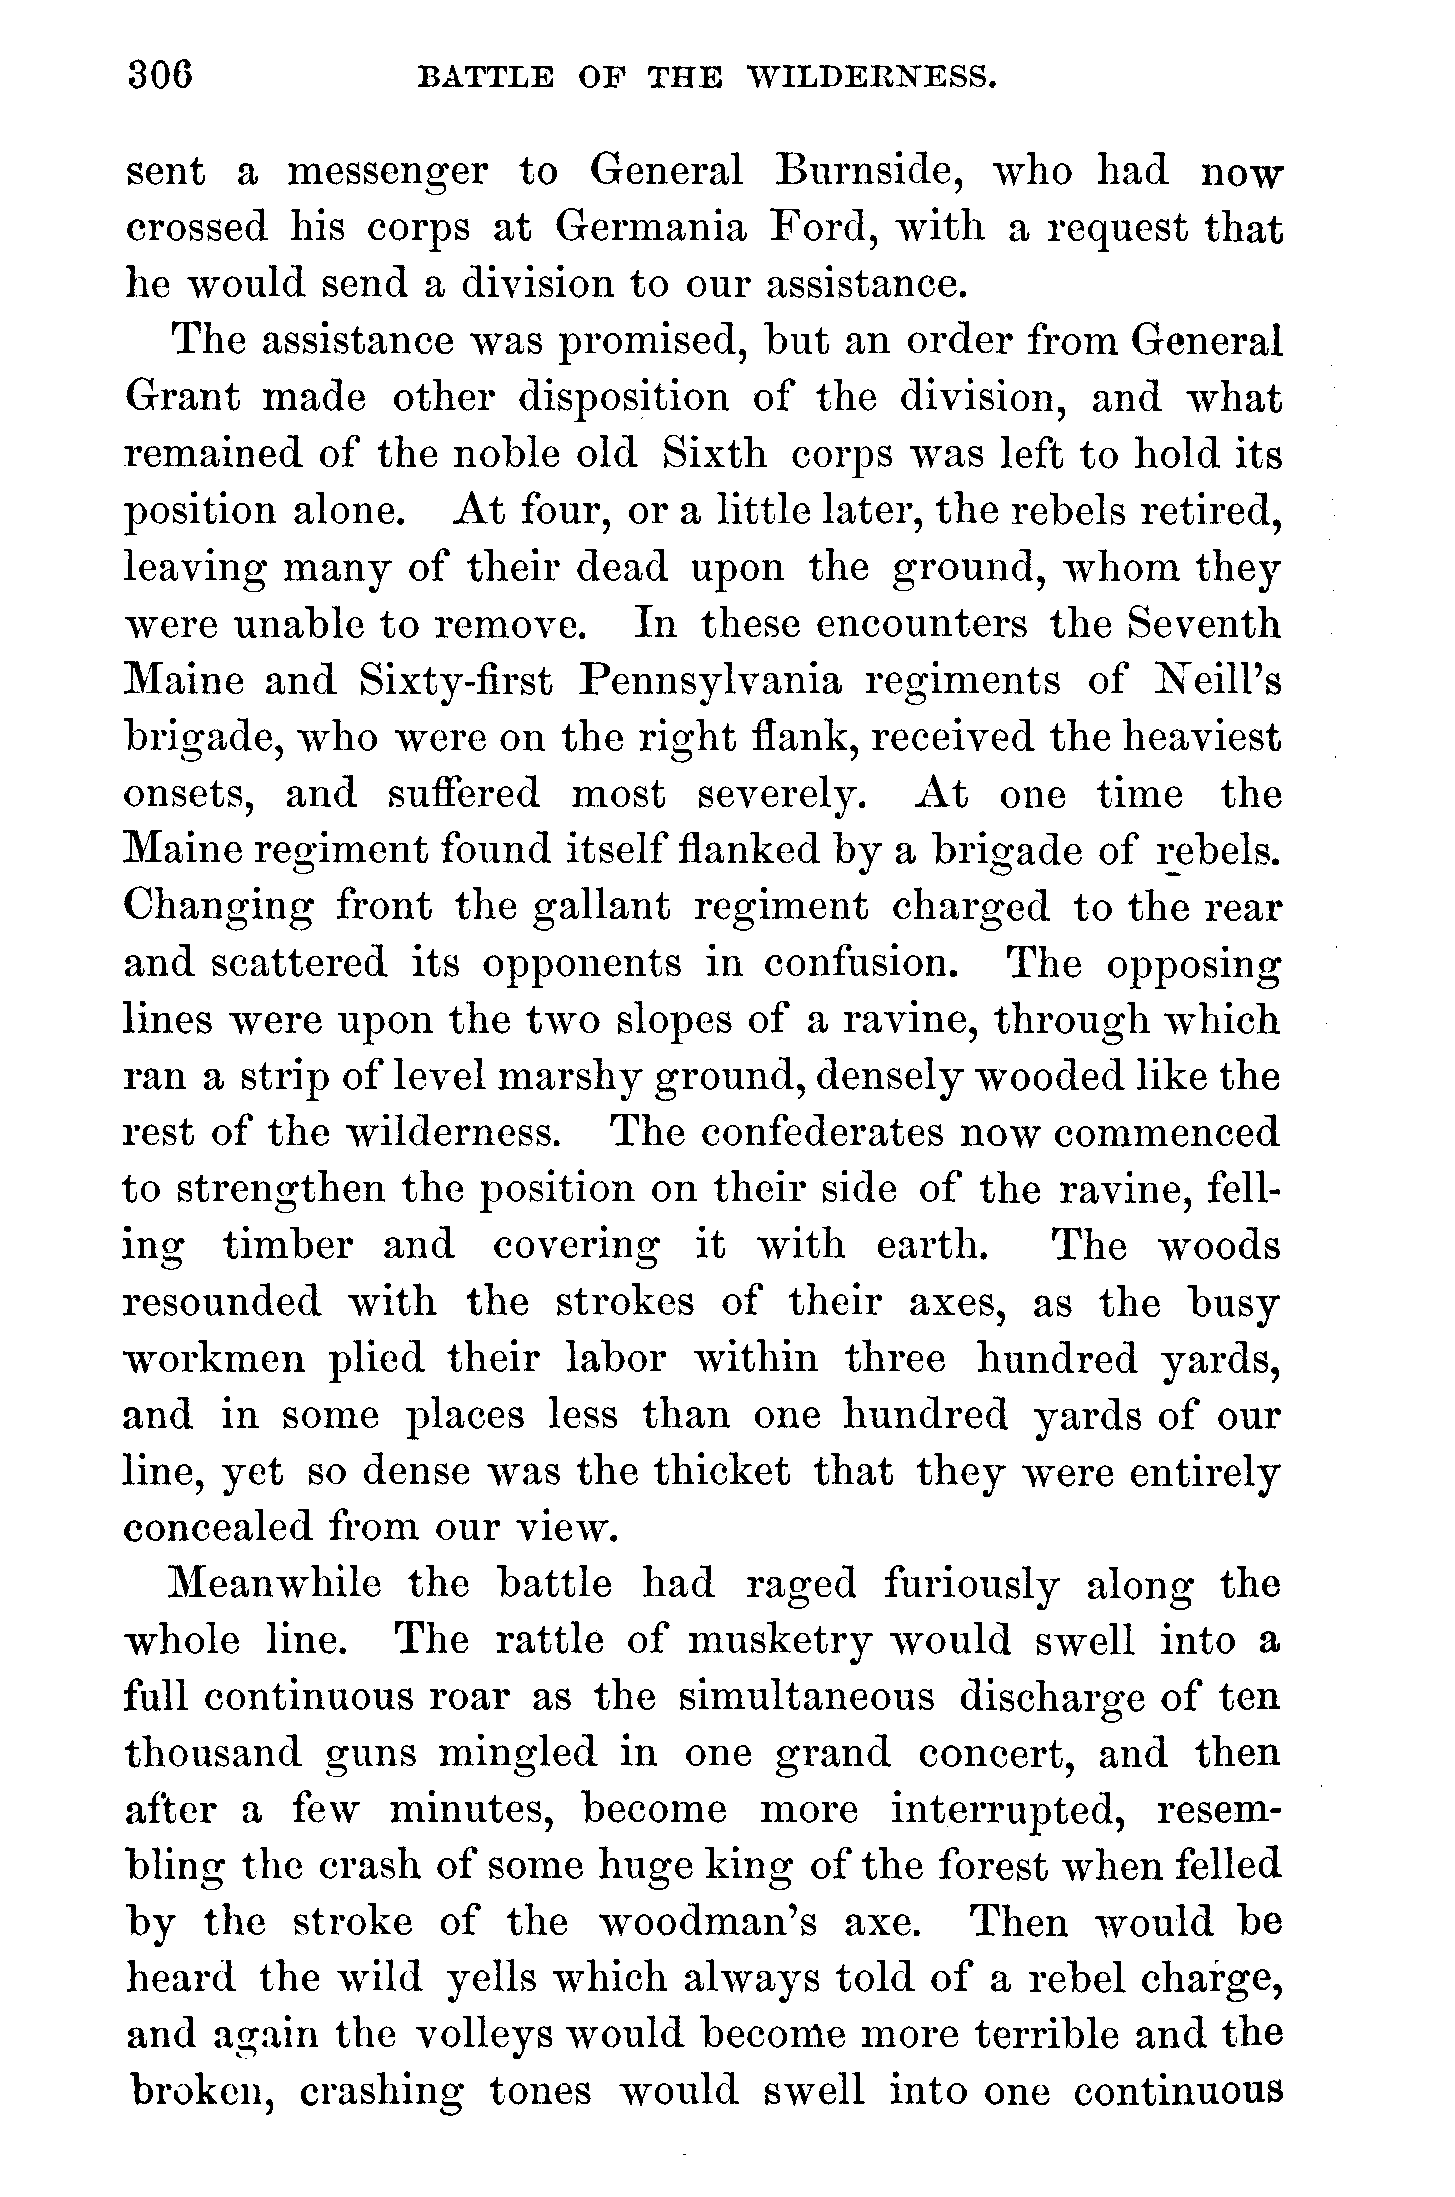 306 BATTLE OF THE WILDERNESS.
sent a messenger to General Burnside, who had now
crossed his corps at Germania Ford, with a request that
he would send a division to our assistance.
The assistance was promised, but an order from General
Grant made other disposition of the division, and what
remained of the noble old Sixth corps was left to hold its
position alone. At four, or a little later, the rebels retired,
leaving many of their dead upon the ground, whom they
were unable to remove. In these encounters the Seventh
Maine and Sixty-first Pennsylvania regiments of Neill's
brigade, who were on the right flank, received the heaviest
onsets, and suffered most severely. At one time the
Maine regiment found itself flanked by a brigade of rebels.
Changing front the gallant regiment charged to the rear
and scattered its opponents in confusion. The opposing
lines were upon the two slopes of a ravine, through which
ran a strip of level marshy ground, densely wooded like the
rest of the wilderness. The confederates now commenced
to strengthen the position on their side of the ravine, fell-
ing timber and covering it with earth. The woods
resounded with the strokes of their axes, as the busy
workmen plied their labor within three hundred yards,
and in some places less than one hundred yards of our
line, yet so dense was the thicket that they were entirely
concealed from our view.
Meanwhile the battle had raged furiously along the
whole line. The rattle of musketry would swell into a
full continuous roar as the simultaneous discharge of ten
thousand guns mingled in one grand concert, and then
after a few minutes, become more interrupted, resem-
bling the crash of some huge king of the forest when felled
by the stroke of the woodman's axe. Then would be
heard the wild yells which always told of a rebel charge,
and again the volleys would become more terrible and the
broken, crashing tones would swell into one continuous